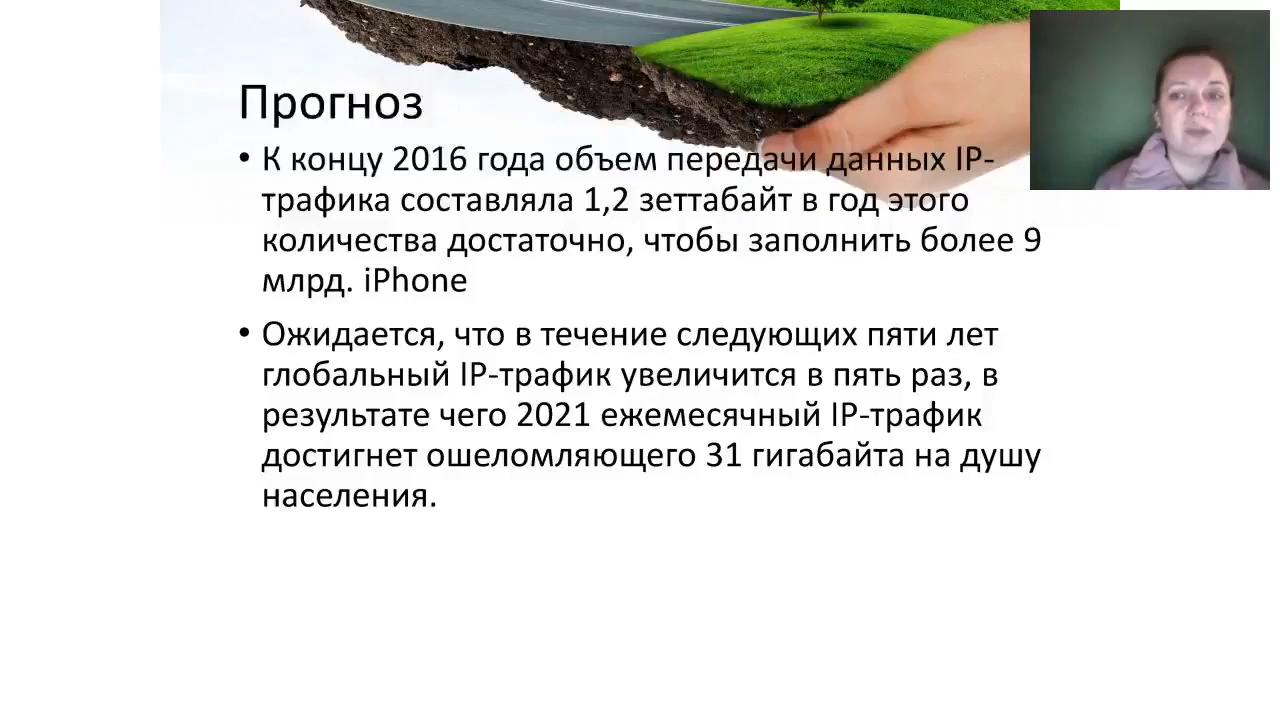 Прогноз
• К концу 2016 года объем передачи данных IP-
трафика составляла 1,2 зеттабайт в год этого
количества достаточно, чтобы заполнить более 9
млрд. iPhone
• Ожидается, что в течение следующих пяти лет
глобальный IP-трафик увеличится в пять раз, в
результате чего 2021 ежемесячный IP-трафик
достигнет ошеломляющего 31 гигабайта на душу
населения.